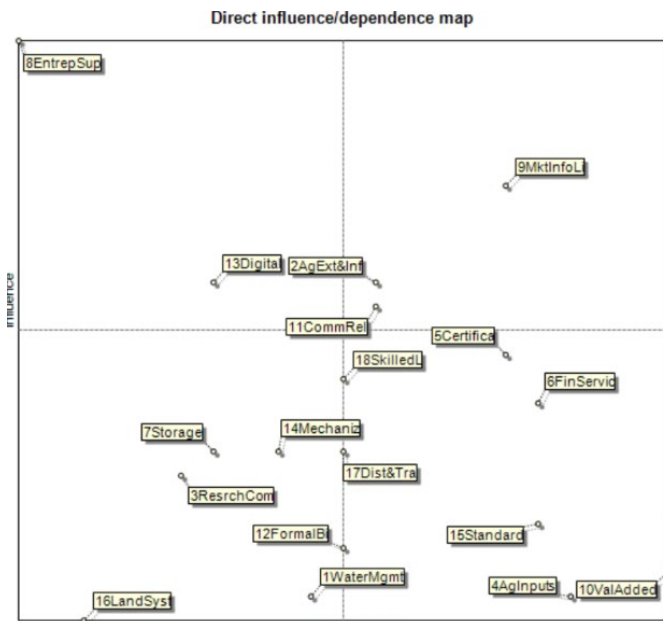 Direct influence/dependence map
8EntrepSup
9MktInfoLi
13Digital
2AgExt&Inf
Influence
11CommRel
5Certifica
18SkilledL
6FinServic
7Storage
14Mechaniz
17Dist&Tra
3ResrchCom
12FormalBi
15Standard
1WaterMgmt
4AgInputs
10ValAdded
16LandSyst